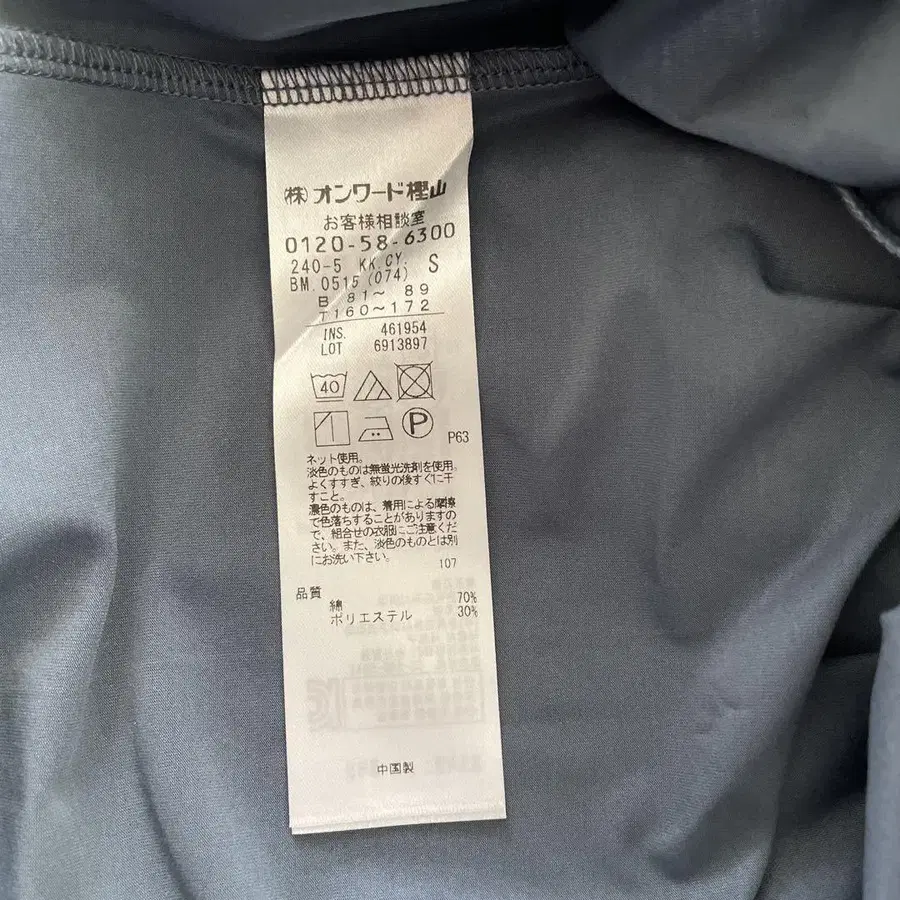 ㈱オンワード樫山
お客様相談室
0120-58-6300
240-5 KK.CY. S
BM.0515(074)
B 81〜 89
T160〜172
INS. 461954
LOT 6913897
40
P
P63
ネット使用。
淡色のものは無蛍光洗剤を使用。
よくすすぎ、絞りの後すぐに干
すこと。
濃色のものは、着用による摩擦
で色落ちすることがありますの
で、組合せの衣服にご注意くだ
さい。また、淡色のものとは別
にお洗い下さい。
107
品質
綿 70%
ポリエステル 30%
中国製